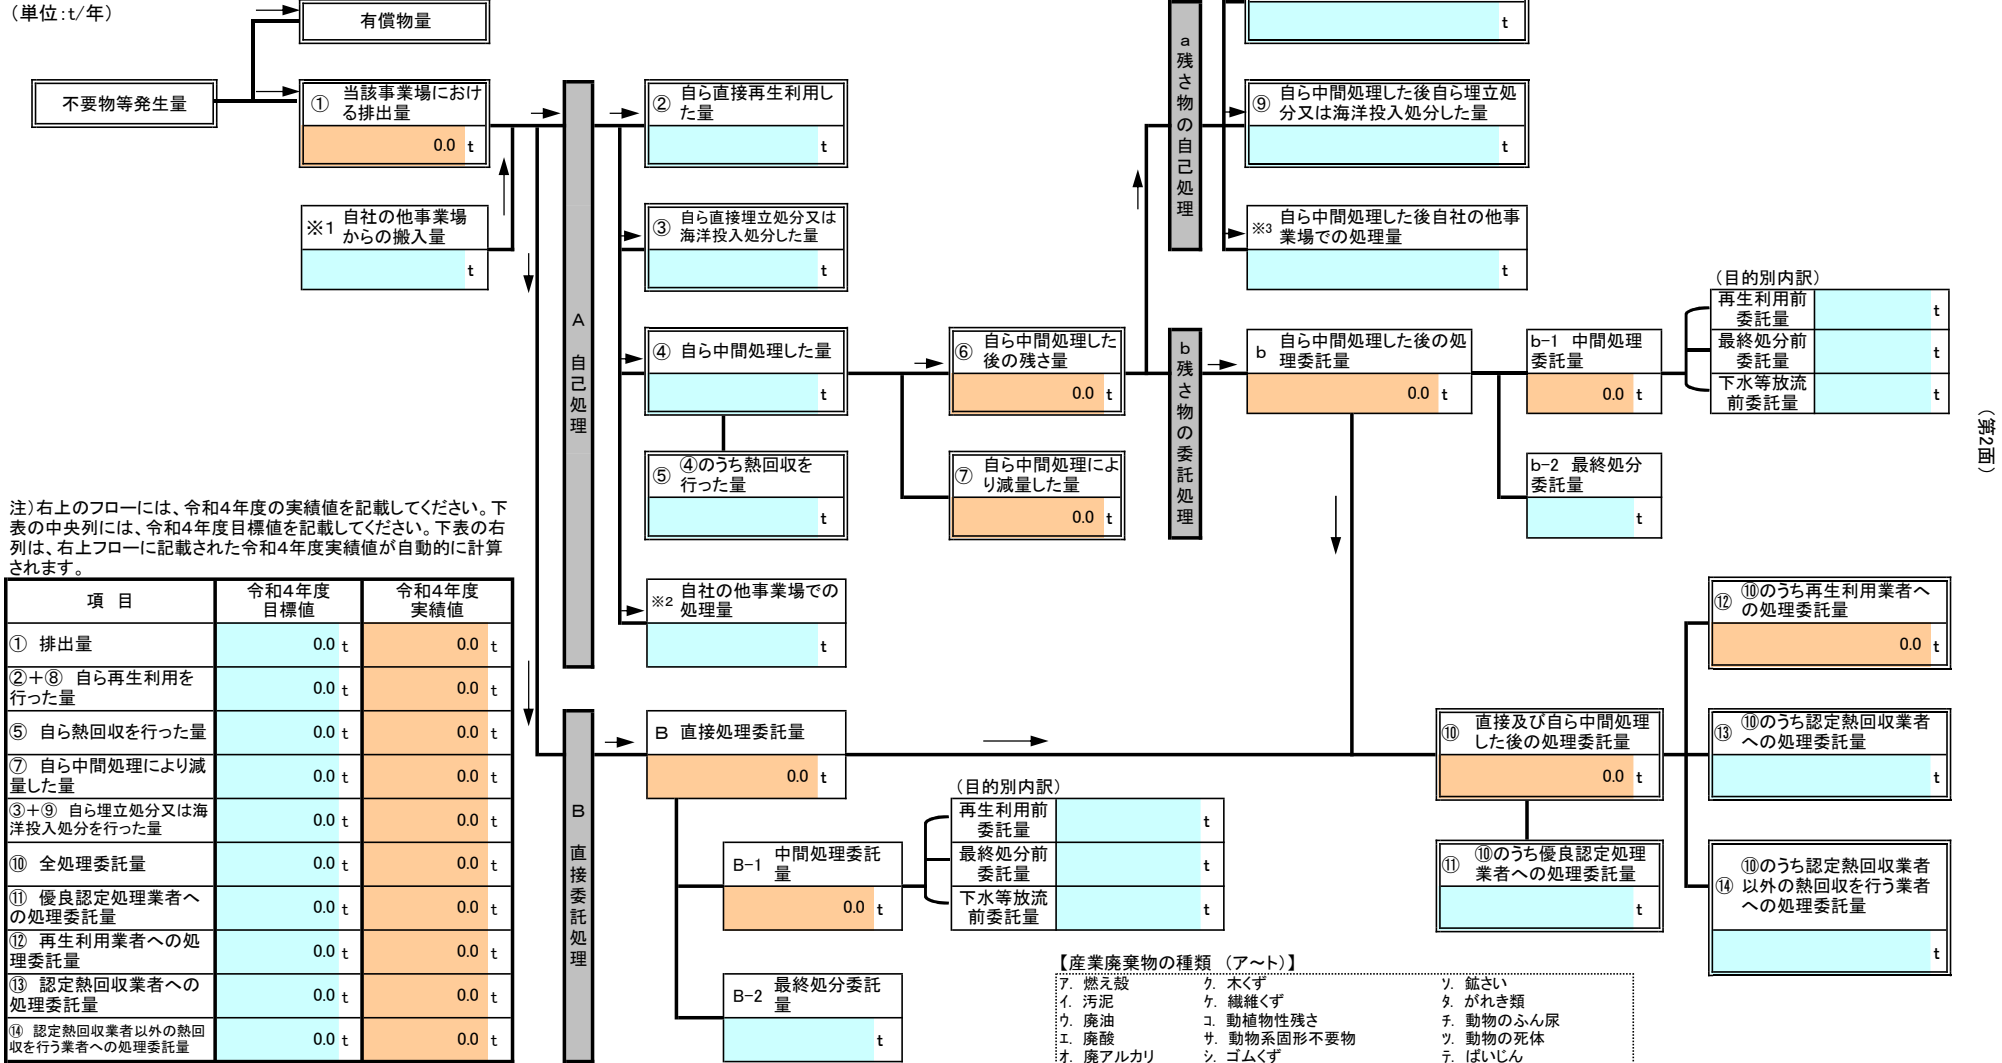 （単位：t/年）
有償物量
不要物等発生量
① 当該事業場におけ
る排出量
0.0 t
※1 自社の他事業場
からの搬入量
t
A 自己処理
② 自ら直接再生利用し
た量
t
③ 自ら直接埋立処分又は
海洋投入処分した量
t
④ 自ら中間処理した量
t
⑤ ④のうち熱回収を
行った量
t
※2 自社の他事業場での
処理量
t
⑥ 自ら中間処理した
後の残さ量
0.0 t
⑦ 自ら中間処理によ
り減量した量
0.0 t
a 残さ物の自己処理
t
⑨ 自ら中間処理した後自ら埋立処
分又は海洋投入処分した量
t
※3 自ら中間処理した後自社の他事
業場での処理量
t
b 残さ物の委託処理
b 自ら中間処理した後の処
理委託量
0.0 t
b-1 中間処理
委託量
0.0 t
b-2 最終処分
委託量
t
（目的別内訳）
再生利用前
委託量
t
最終処分前
委託量
t
下水等放流
前委託量
t
（第2面）
注）右上のフローには、令和4年度の実績値を記載してください。下
表の中央列には、令和4年度目標値を記載してください。下表の右
列は、右上フローに記載された令和4年度実績値が自動的に計算
されます。
項 目 令和4年度 令和4年度
目標値 実績値
① 排出量 0.0 t 0.0 t
②＋⑧ 自ら再生利用を
行った量 0.0 t 0.0 t
⑤ 自ら熱回収を行った量 0.0 t 0.0 t
⑦ 自ら中間処理により減
量した量 0.0 t 0.0 t
③＋⑨ 自ら埋立処分又は海
洋投入処分を行った量 0.0 t 0.0 t
⑩ 全処理委託量 0.0 t 0.0 t
⑪ 優良認定処理業者へ
の処理委託量 0.0 t 0.0 t
⑫ 再生利用業者への処
理委託量 0.0 t 0.0 t
⑬ 認定熱回収業者への
処理委託量 0.0 t 0.0 t
⑭ 認定熱回収業者以外の熱回
収を行う業者への処理委託量 0.0 t 0.0 t
B 直接委託処理
B 直接処理委託量
0.0 t
B-1 中間処理委託
量
0.0 t
B-2 最終処分委託
量
t
（目的別内訳）
再生利用前
委託量
t
最終処分前
委託量
t
下水等放流
前委託量
t
⑩ 直接及び自ら中間処理
した後の処理委託量
0.0 t
⑪ ⑩のうち優良認定処理
業者への処理委託量
t
⑫ ⑩のうち再生利用業者へ
の処理委託量
0.0 t
⑬ ⑩のうち認定熱回収業者
への処理委託量
t
⑭ ⑩のうち認定熱回収業者
以外の熱回収を行う業者
への処理委託量
t
【産業廃棄物の種類 （ア～ト）】
ア. 燃え殻 ク. 木くず ソ. 鉱さい
イ. 汚泥 ケ. 繊維くず タ. がれき類
ウ. 廃油 コ. 動植物性残さ チ. 動物のふん尿
エ. 廃酸 サ. 動物系固形不要物 ツ. 動物の死体
オ. 廃アルカリ シ. ゴムくず テ. ばいじん